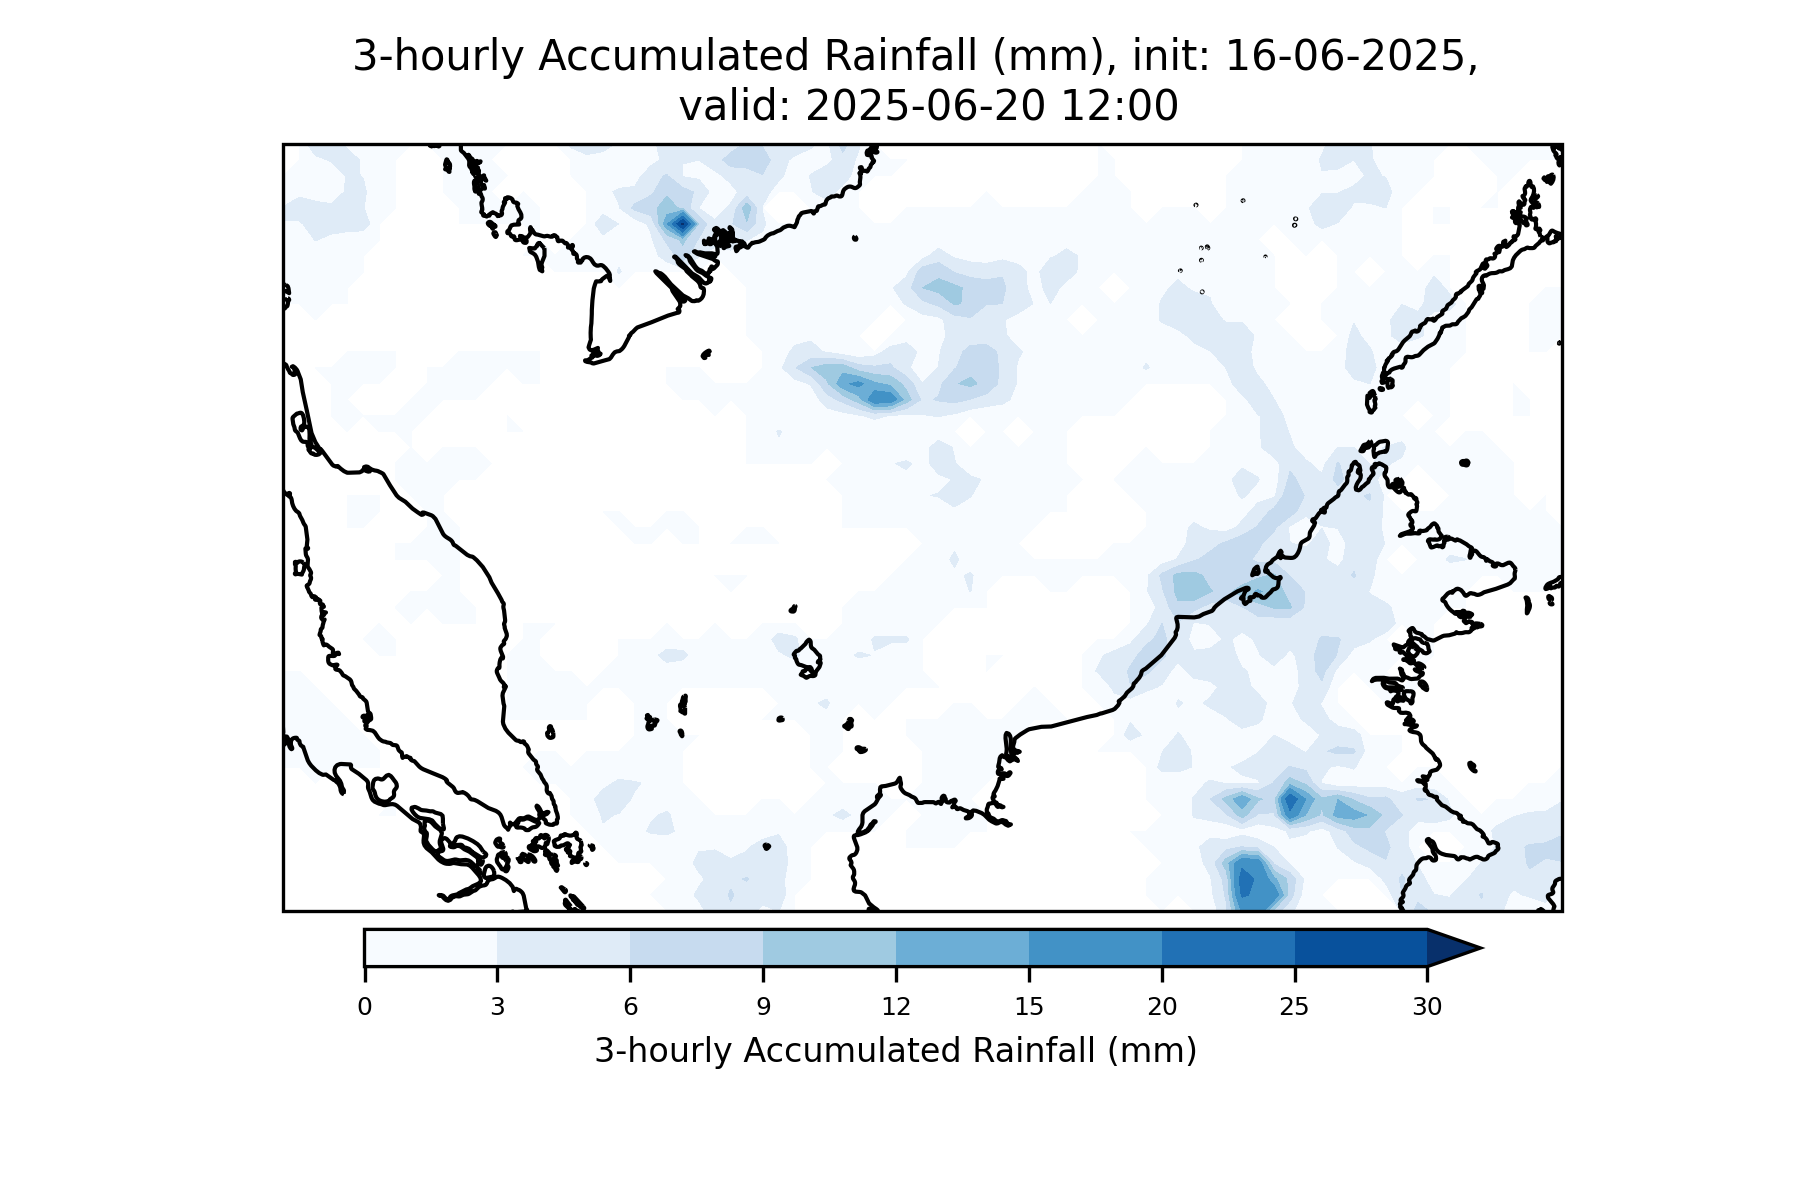 3-hourly Accumulated Rainfall (mm), init: 16-06-2025,
valid: 2025-06-20 12:00
0 3 6 9 12 15 20 25 30
3-hourly Accumulated Rainfall (mm)